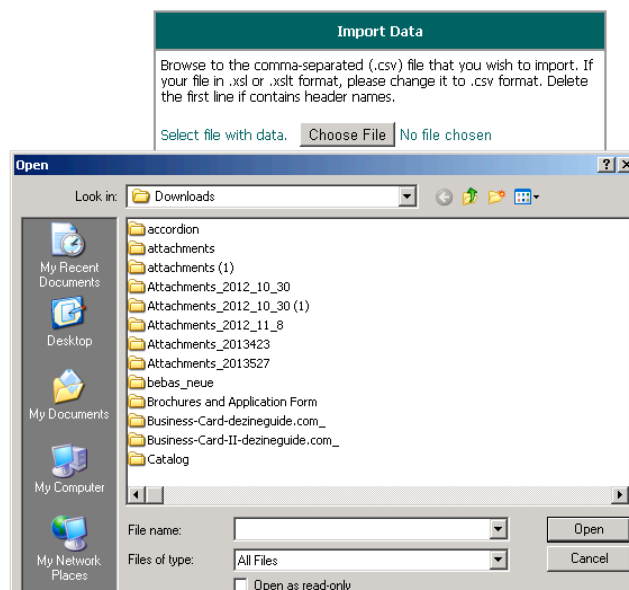 Import Data
Browse to the comma-separated (.csv) file that you wish to import. If
your file in .xsl or .xslt format, please change it to .csv format. Delete
the first line if contains header names.
Select file with data. Choose File No file chosen
Open
Look in: Downloads
My Recent
Documents
Desktop
My Documents
My Computer
My Network
Places
accordion
attachments
attachments (1)
Attachments_2012_10_30
Attachments_2012_10_30 (1)
Attachments_2012_11_8
Attachments_2013423
Attachments_2013527
bebas_neue
Brochures and Application Form
Business-Card-dezineguide.com_
Business-Card-II-dezineguide.com_
Catalog
File name:
Open
Files of type: All Files
Cancel
Open as read-only